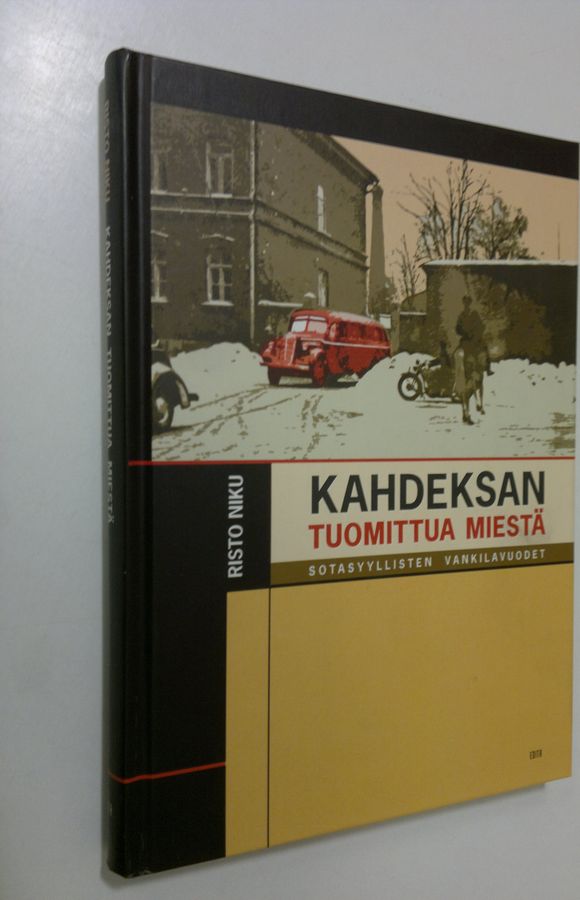 RISTO NIKU KAHDEKSAN TUOMITTUA MIESTÄ
RISTO NIKU
KAHDEKSAN
TUOMITTUA MIESTÄ
SOTASYYLLISTEN VANKILAVUODET
EDITA